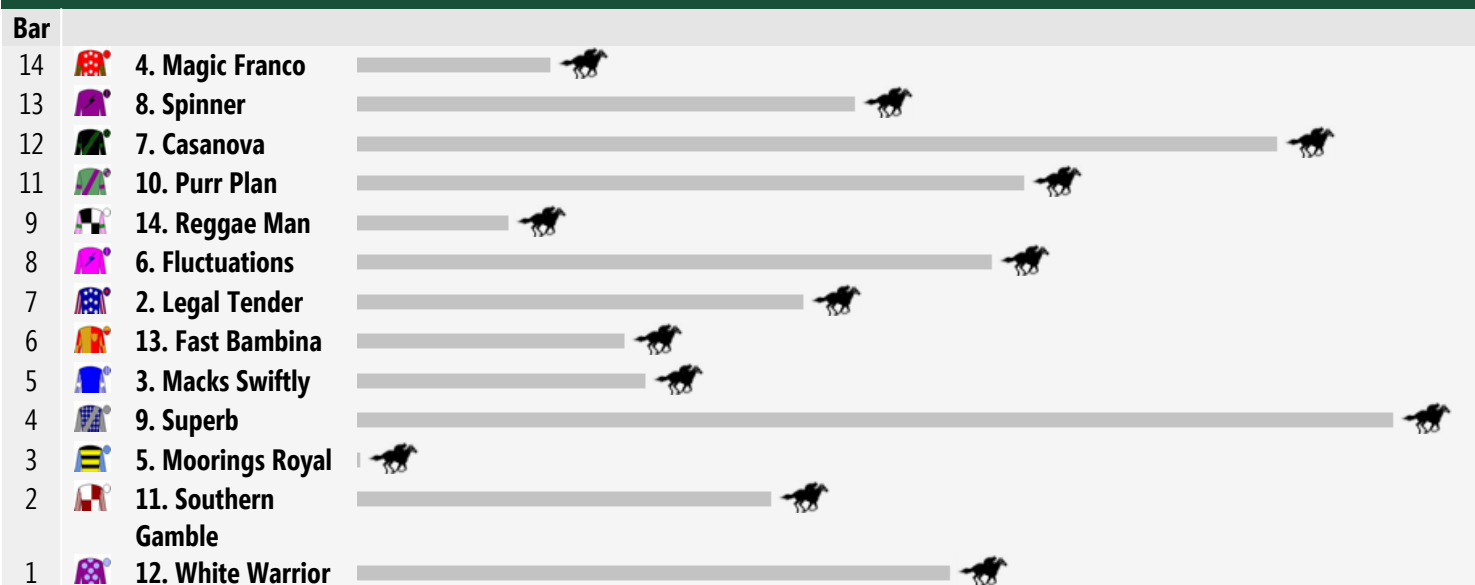 Bar
14 4. Magic Franco
13 8. Spinner
12 7. Casanova
11 10. Purr Plan
9 14. Reggae Man
8 6. Fluctuations
7 2. Legal Tender
6 13. Fast Bambina
5 3. Macks Swiftly
4 9. Superb
3 5. Moorings Royal
2 11. Southern
Gamble
1 12. White Warrior